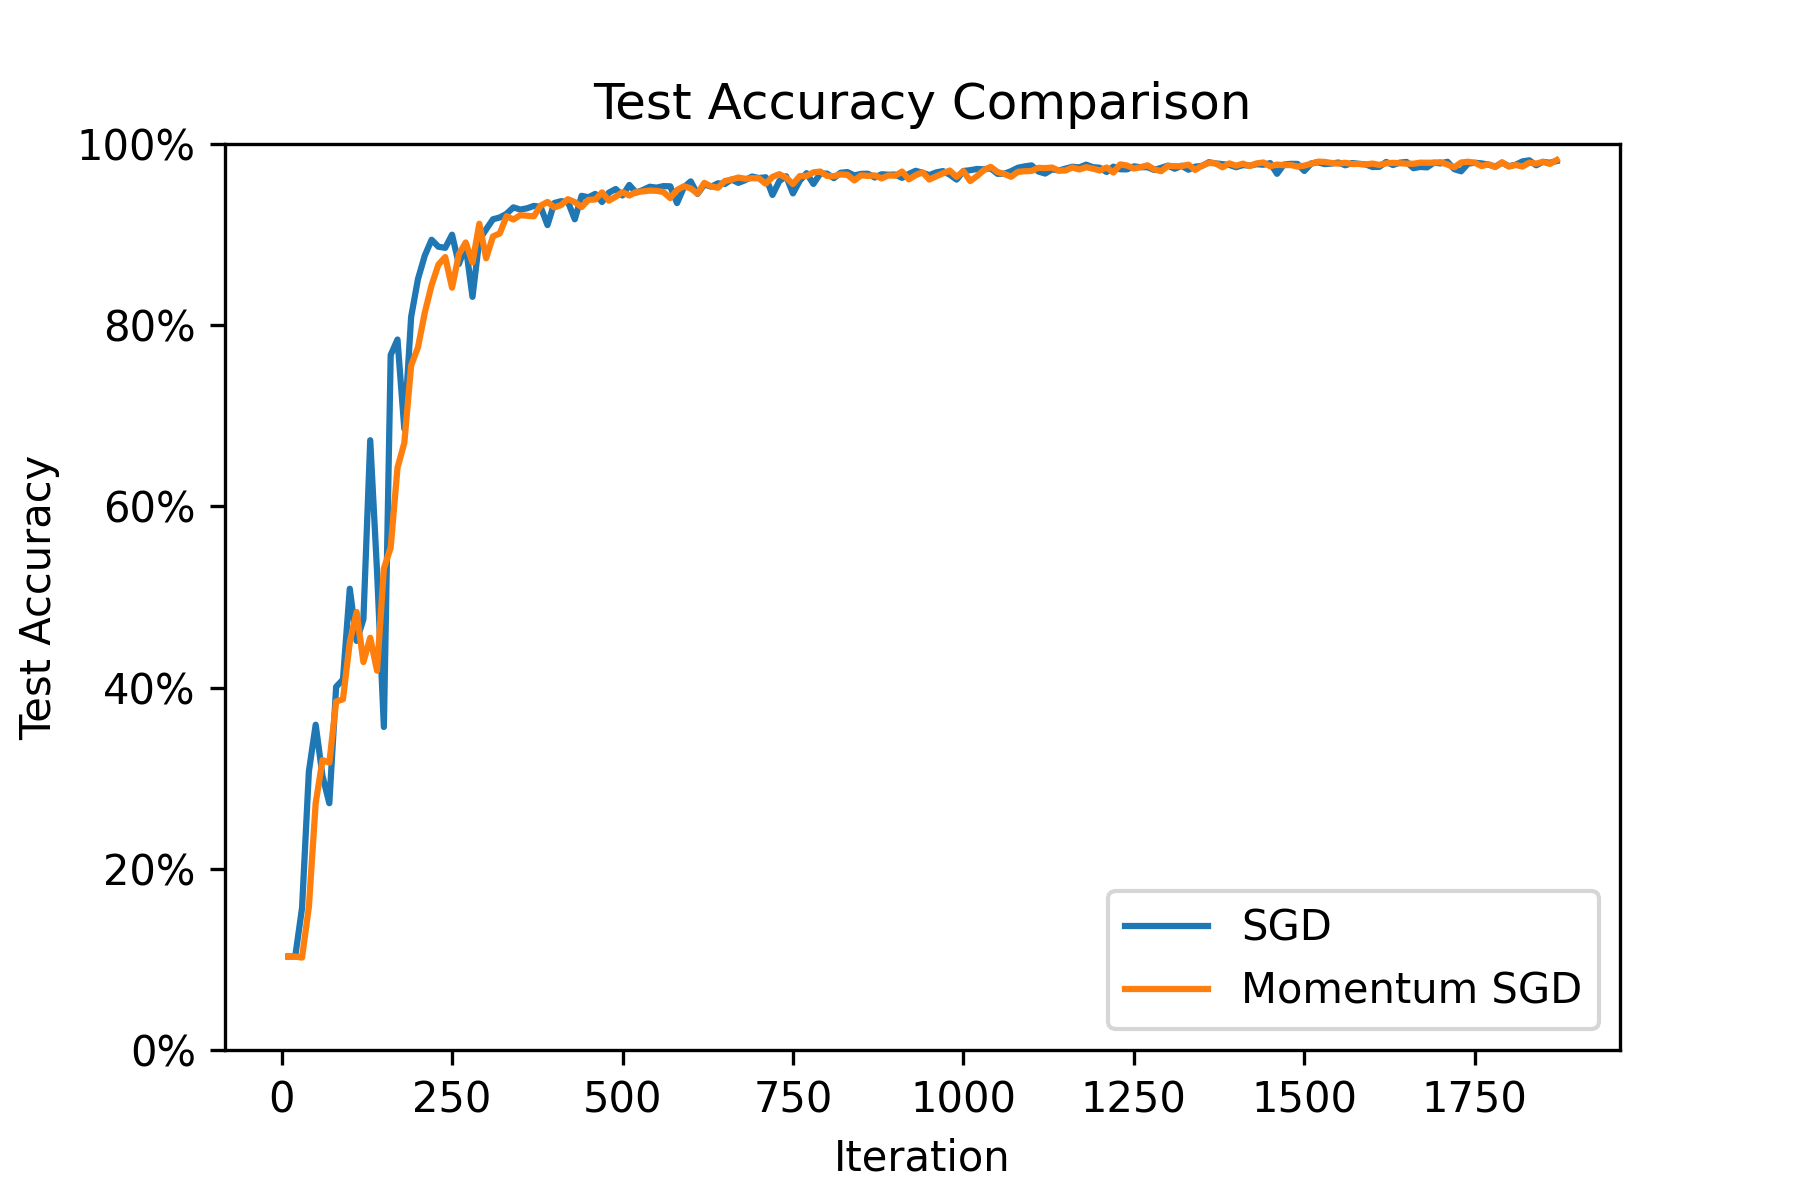 Test Accuracy Comparison
100%
80%
60%
40%
20%
0%
Test Accuracy
0 250 500 750 1000 1250 1500 1750
Iteration
SGD
Momentum SGD